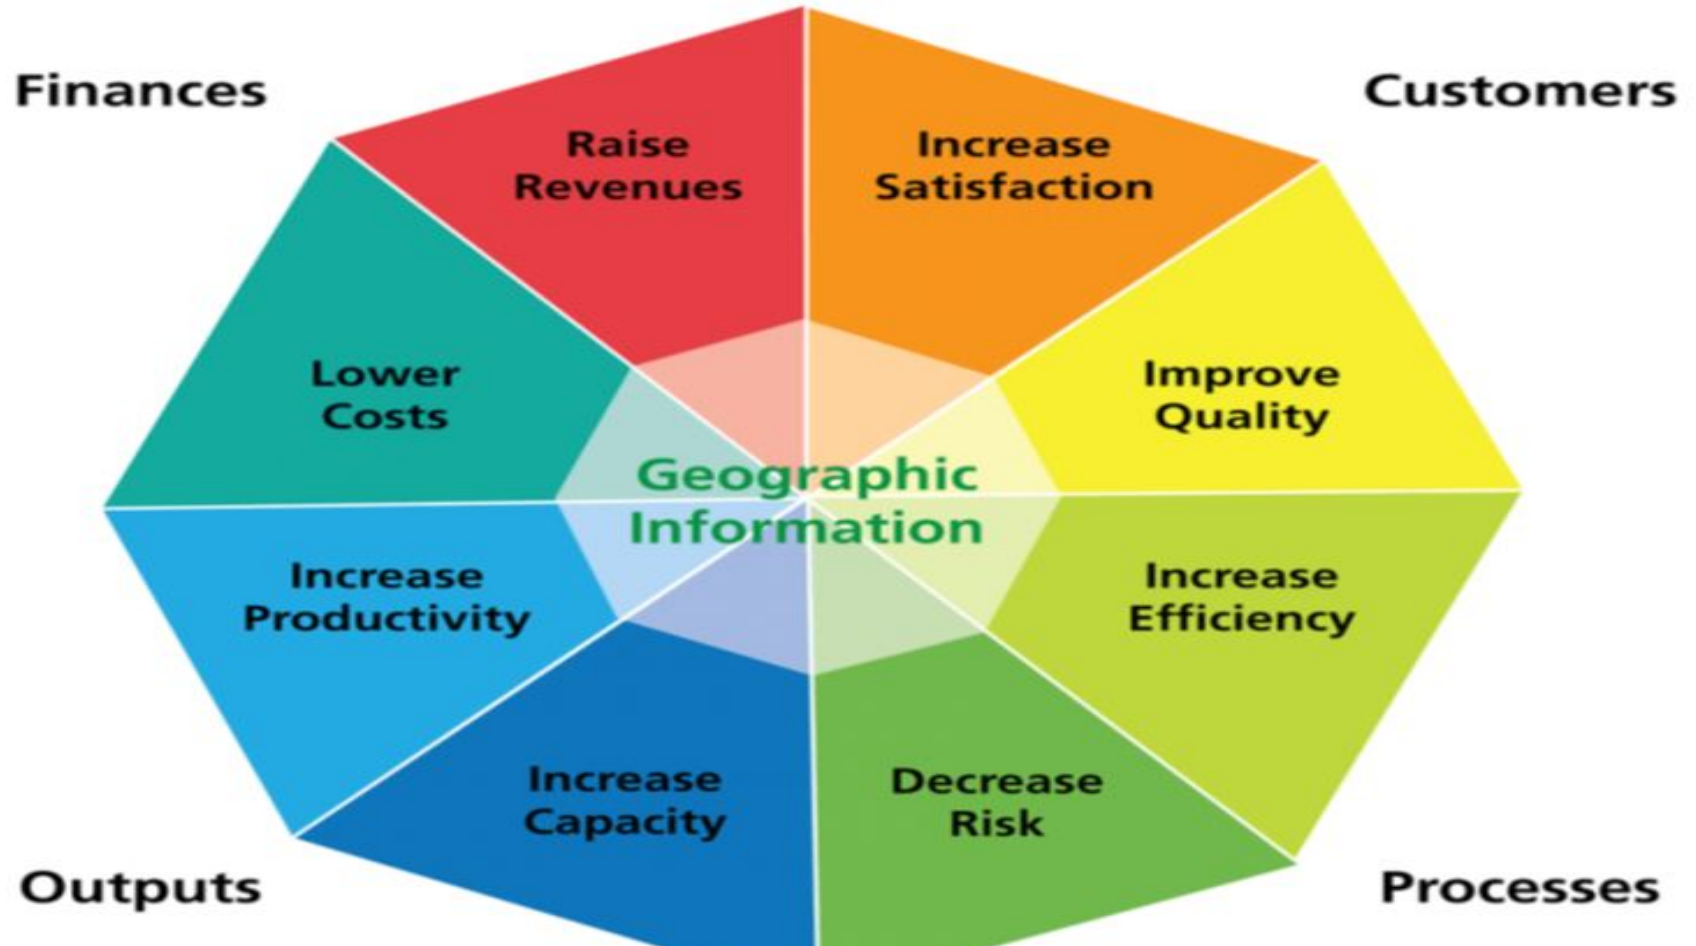 Finances
Customers
Raise
Revenues
Increase
Satisfaction
Lower
Costs
Improve
Quality
Geographic
Information
Increase
Productivity
Increase
Efficiency
Increase
Capacity
Decrease
Risk
Outputs
Processes